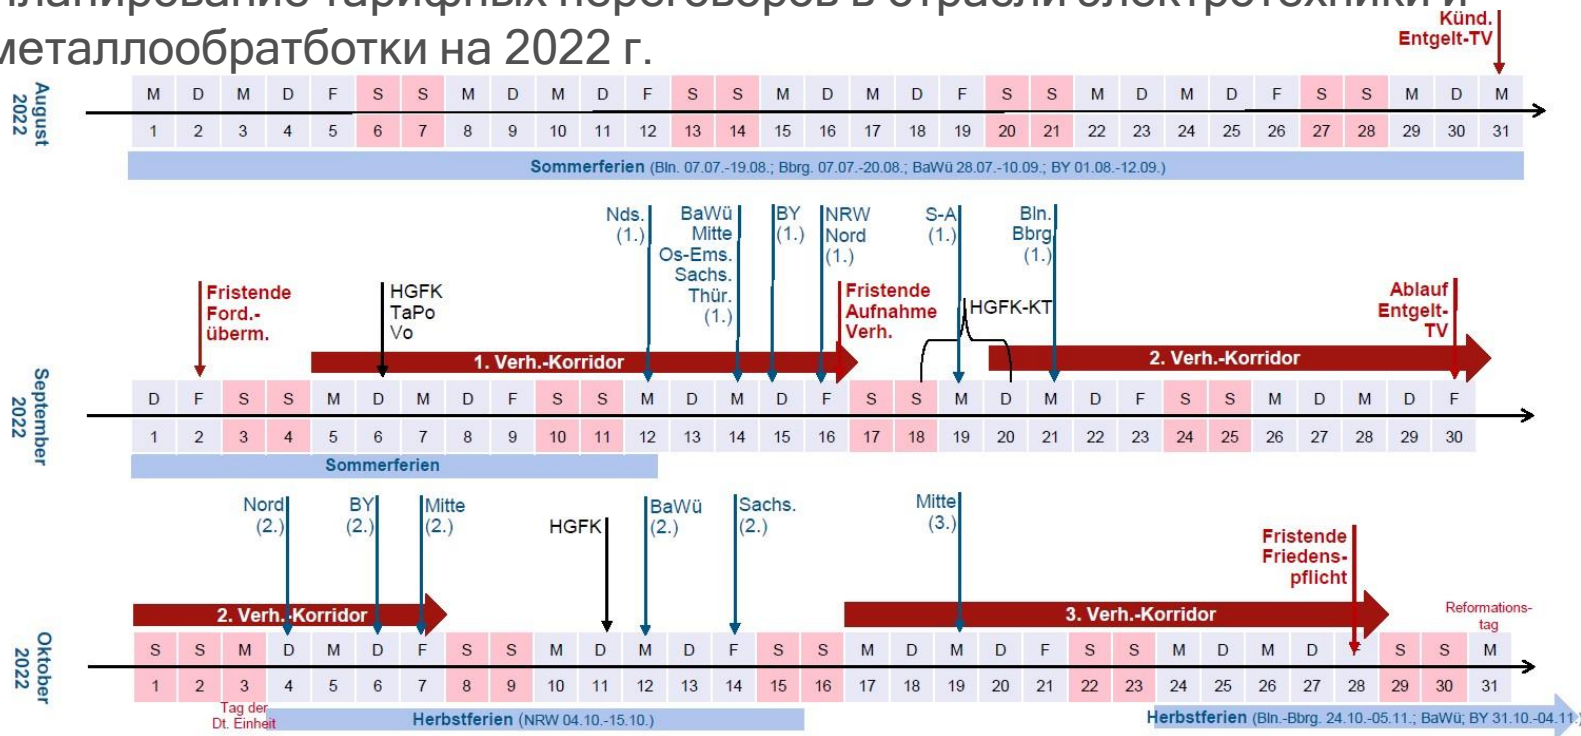 планирование тарифных переговоров в отрасли электротехники и
металлообратботки на 2022 г.
Künd.
Entgelt-TV
August
2022
M D M D F S S M D M D F S S M D M D F S S M D M D F S S M D M
1 2 3 4 5 6 7 8 9 10 11 12 13 14 15 16 17 18 19 20 21 22 23 24 25 26 27 28 29 30 31
Sommerferien (Bln. 07.07.-19.08.; Bbrg. 07.07.-20.08.; BaWü 28.07.-10.09.; BY 01.08.-12.09.)
Fristende
Ford.-
überm.
HGFK
TaPo
Vo
Nds.
(1.)
BaWü
Mitte
Os-Ems.
Sachs.
Thür.
(1.)
BY
(1.)
NRW
Nord
(1.)
Fristende
Aufnahme
Verh.
S-A
(1.)
HGFK-KT
Bln.
Bbrg
(1.)
Ablauf
Entgelt-
TV
1. Verh.-Korridor
2. Verh.-Korridor
September
2022
D F S S M D M D F S S M D M D F S S M D M D F S S M D M D F
1 2 3 4 5 6 7 8 9 10 11 12 13 14 15 16 17 18 19 20 21 22 23 24 25 26 27 28 29 30
Sommerferien
Nord
(2.)
BY
(2.)
Mitte
(2.)
HGFK
BaWü
(2.)
Sachs.
(2.)
Mitte
(3.)
Fristende
Friedens-
pflicht
2. Verh.-Korridor
3. Verh.-Korridor
Reformations-
tag
Oktober
2022
S S M D M D F S S M D M D F S S M D M D F S S M D M D F S S M
1 2 3 4 5 6 7 8 9 10 11 12 13 14 15 16 17 18 19 20 21 22 23 24 25 26 27 28 29 30 31
Tag der
Dt. Einheit
Herbstferien (NRW 04.10.-15.10.)
Herbstferien (Bln.-Bbrg. 24.10.-05.11.; BaWü; BY 31.10.-04.11.)